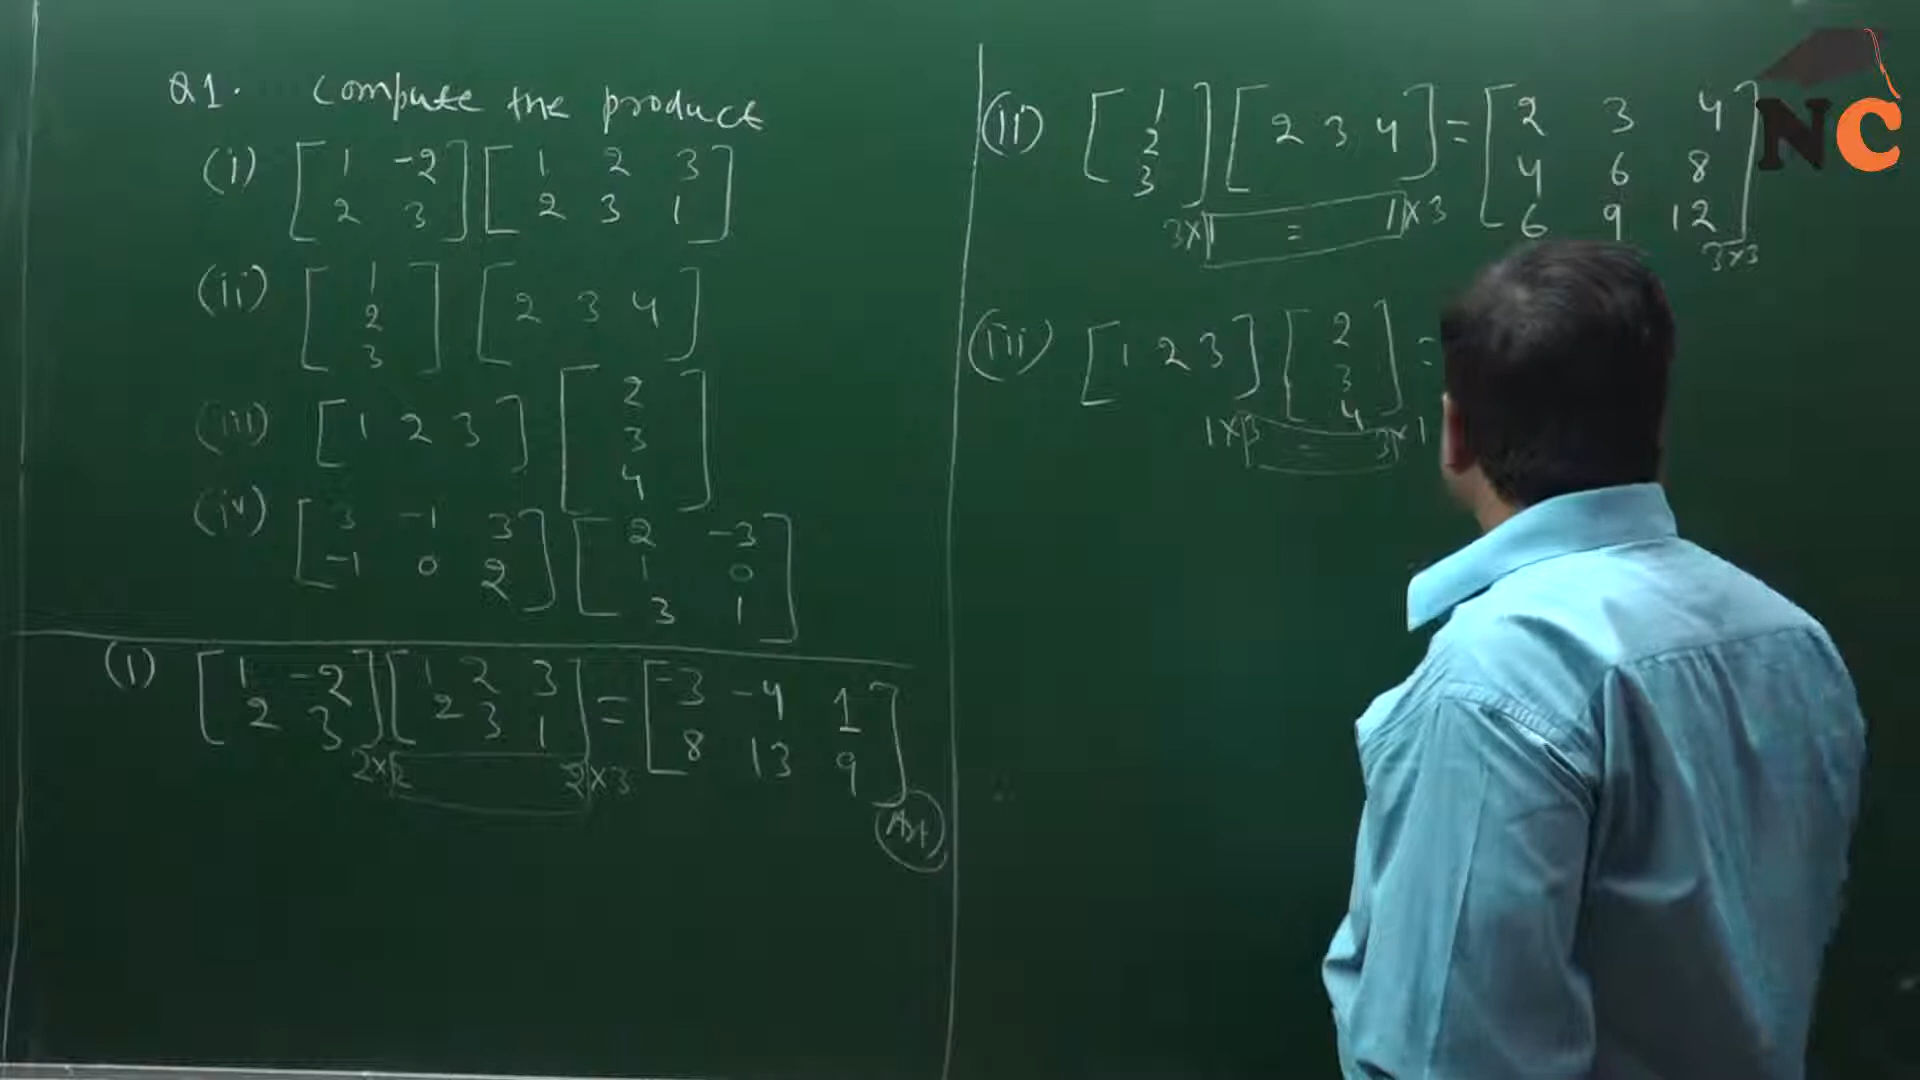 Q1. Compute the product
(i) [ 1 -2 ] [ 1 2 3 ]
2 3 2 3 1
(ii) [ 1 ] [ 2 3 4 ]
2
3
(iii) [ 1 2 3 ] [ 2 ]
3
4
(iv) [ 3 -1 3 ] [ 2 -3 ]
-1 0 2 1 0
3 1
(i) [ 1 -2 ] [ 1 2 3 ] = [ -3 -4 1 ]
2 3 2 3 1 8 13 9
2×2 2×3
(ii) [ 1 ] [ 2 3 4 ] = [ 2 3 4 ]
2 4 6 8
3 6 9 12
3×1 = 1×3 3×3
(iii) [ 1 2 3 ] [ 2 ] =
3
4
1×3 = 3×1
NC